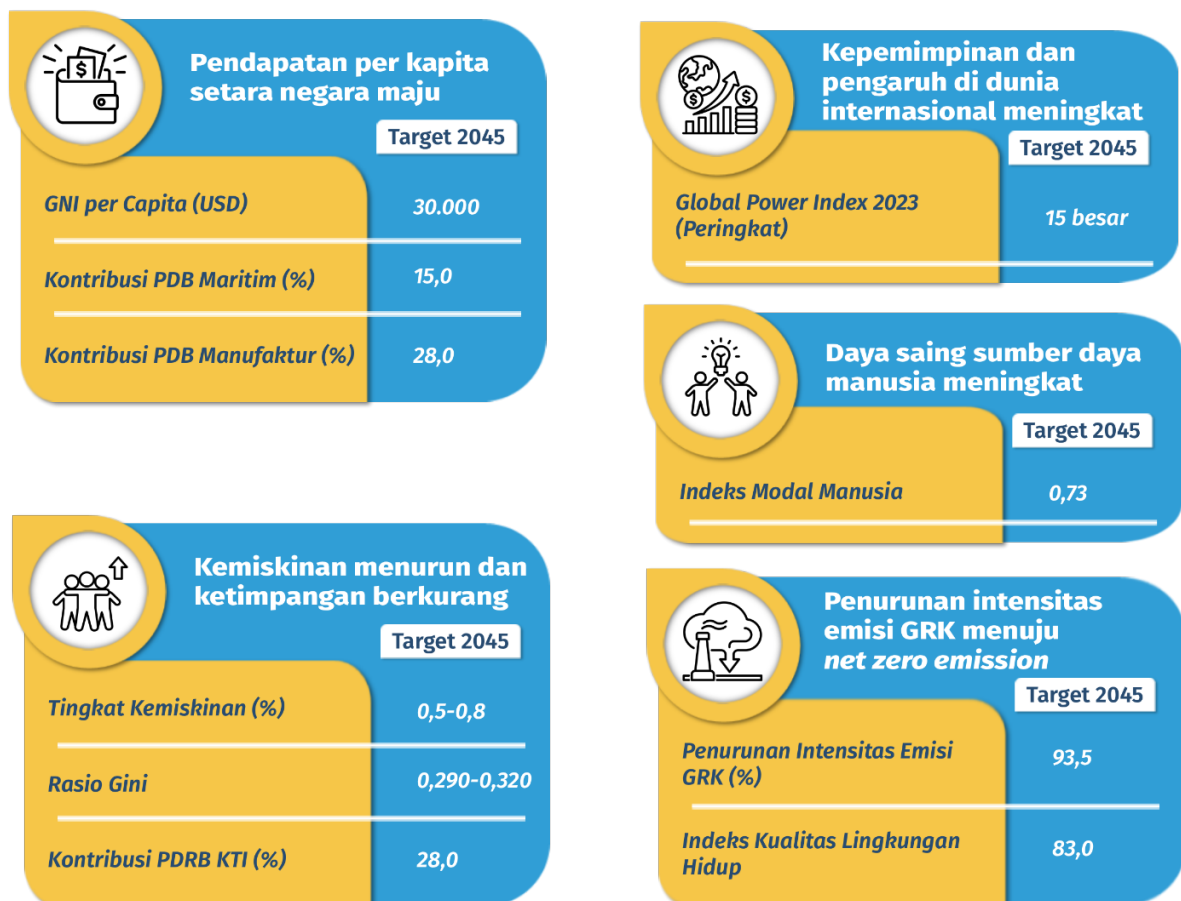 Pendapatan per kapita
setara negara maju
Target 2045
GNI per Capita (USD) 30.000
Kontribusi PDB Maritim (%) 15,0
Kontribusi PDB Manufaktur (%) 28,0
Kemiskinan menurun dan
ketimpangan berkurang
Target 2045
Tingkat Kemiskinan (%) 0,5-0,8
Rasio Gini 0,290-0,320
Kontribusi PDRB KTI (%) 28,0
Kepemimpinan dan
pengaruh di dunia
internasional meningkat
Target 2045
Global Power Index 2023
(Peringkat)
15 besar
Daya saing sumber daya
manusia meningkat
Target 2045
Indeks Modal Manusia 0,73
Penurunan intensitas
emisi GRK menuju
net zero emission
Target 2045
Penurunan Intensitas Emisi
GRK (%)
93,5
Indeks Kualitas Lingkungan
Hidup
83,0